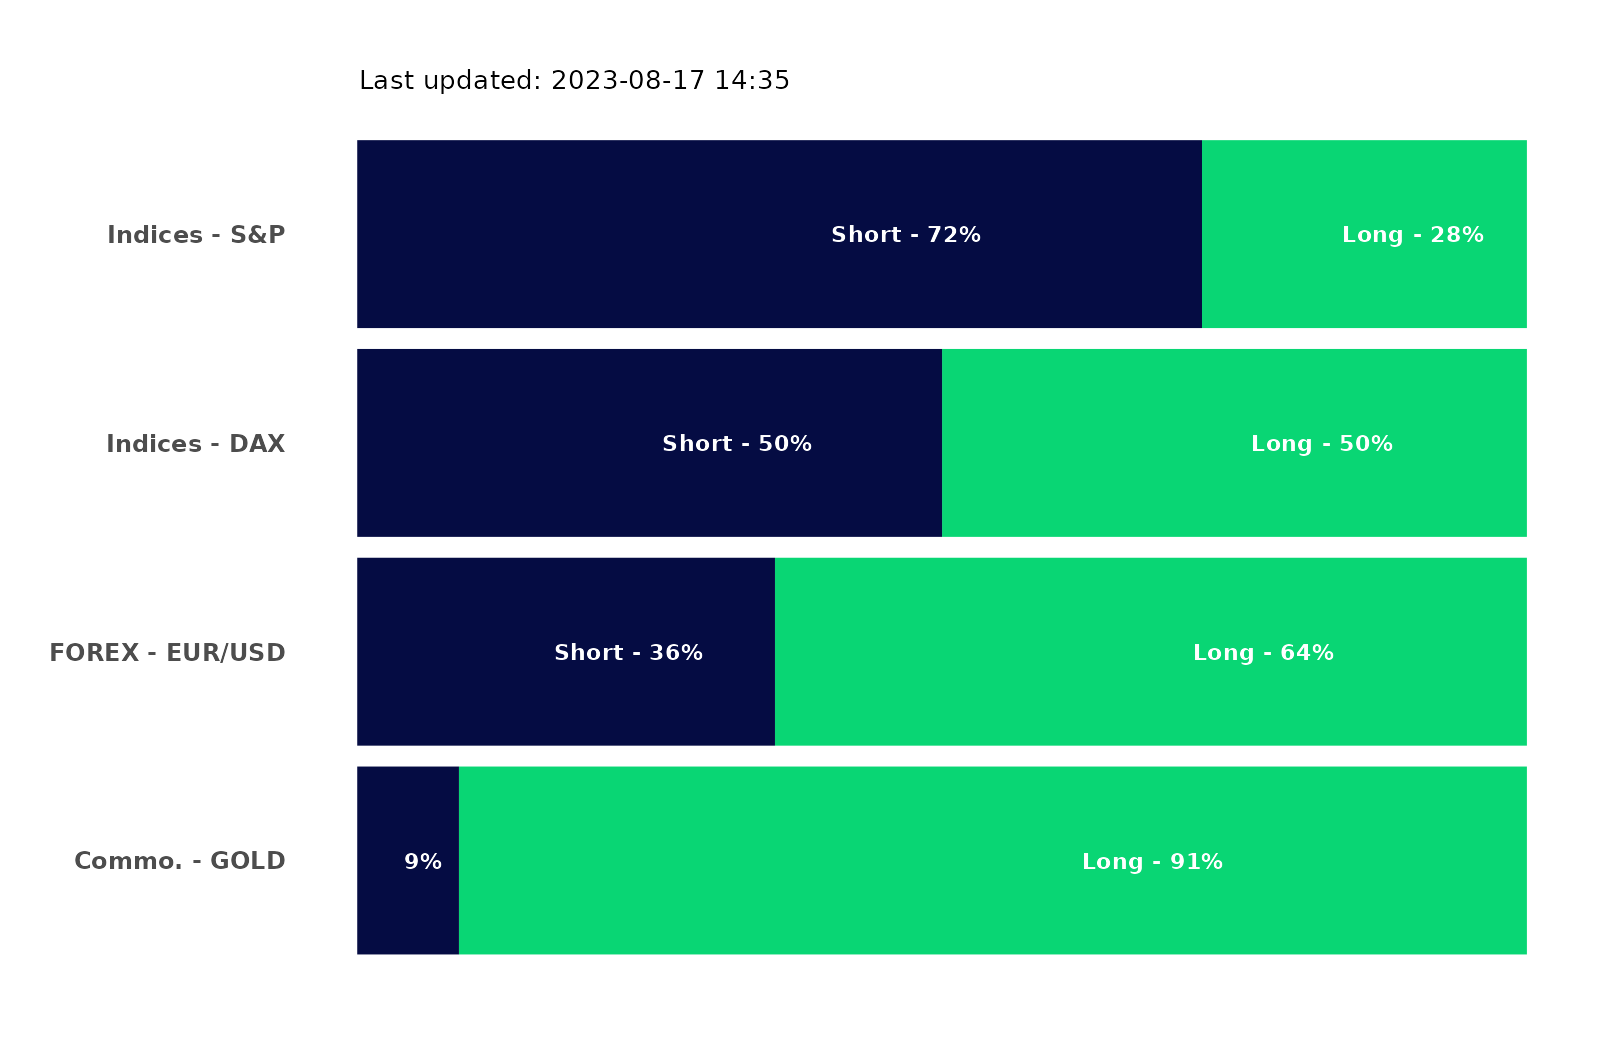 Last updated: 2023-08-17 14:35
Indices - S&P Short - 72% Long - 28%
Indices - DAX Short - 50% Long - 50%
FOREX - EUR/USD Short - 36% Long - 64%
Commo. - GOLD 9% Long - 91%